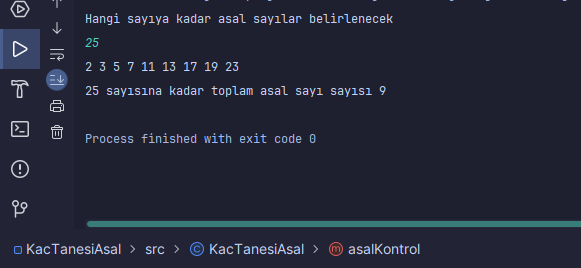 Hangi sayıya kadar asal sayılar belirlenecek
25
2 3 5 7 11 13 17 19 23
25 sayısına kadar toplam asal sayı sayısı 9
Process finished with exit code 0
KacTanesiAsal > src > KacTanesiAsal > asalKontrol